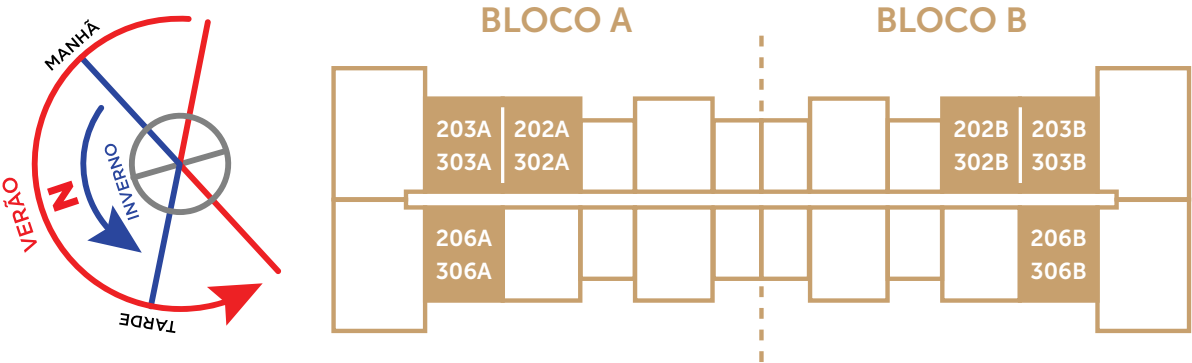 BLOCO A
BLOCO B
MANHÃ
VERÃO
N
INVERNO
TARDE
203A 202A
303A 302A
202B 203B
302B 303B
206A
306A
206B
306B